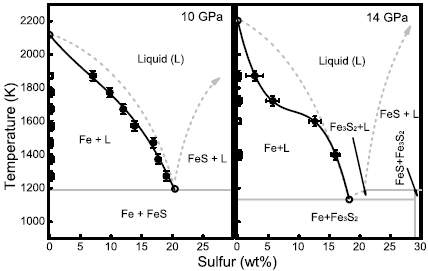 10 GPa
14 GPa
2200
2000
1800
1600
1400
1200
1000
Temperature (K)
Liquid (L)
Fe + L
FeS + L
Fe + FeS
Liquid (L)
Fe+L
Fe₃S₂+L
FeS + L
FeS+Fe₃S₂
Fe+Fe₃S₂
0 5 10 15 20 25
0 5 10 15 20 25
Sulfur (wt%)